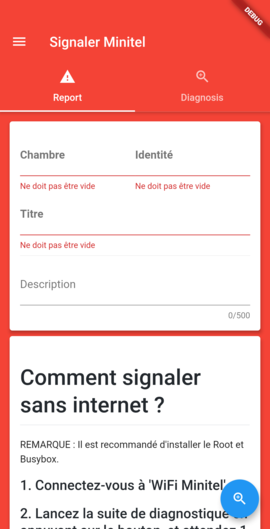 DEBUG
Signaler Minitel
Report Diagnosis
Chambre Identité
Ne doit pas être vide Ne doit pas être vide
Titre
Ne doit pas être vide
Description
0/500
Comment signaler
sans internet ?
REMARQUE : Il est recommandé d'installer le Root et
Busybox.
1. Connectez-vous à 'WiFi Minitel'
2. Lancez la suite de diagnostique en
appuyant sur le bouton, et attendez 1